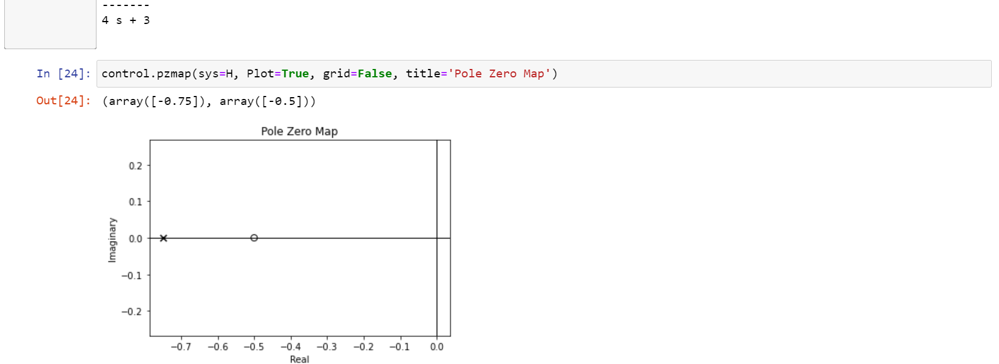 -------
4 s + 3
In [24]: control.pzmap(sys=H, Plot=True, grid=False, title='Pole Zero Map')
Out[24]: (array([-0.75]), array([-0.5]))
Pole Zero Map
0.2
0.1
0.0
−0.1
−0.2
Imaginary
−0.7 −0.6 −0.5 −0.4 −0.3 −0.2 −0.1 0.0
Real